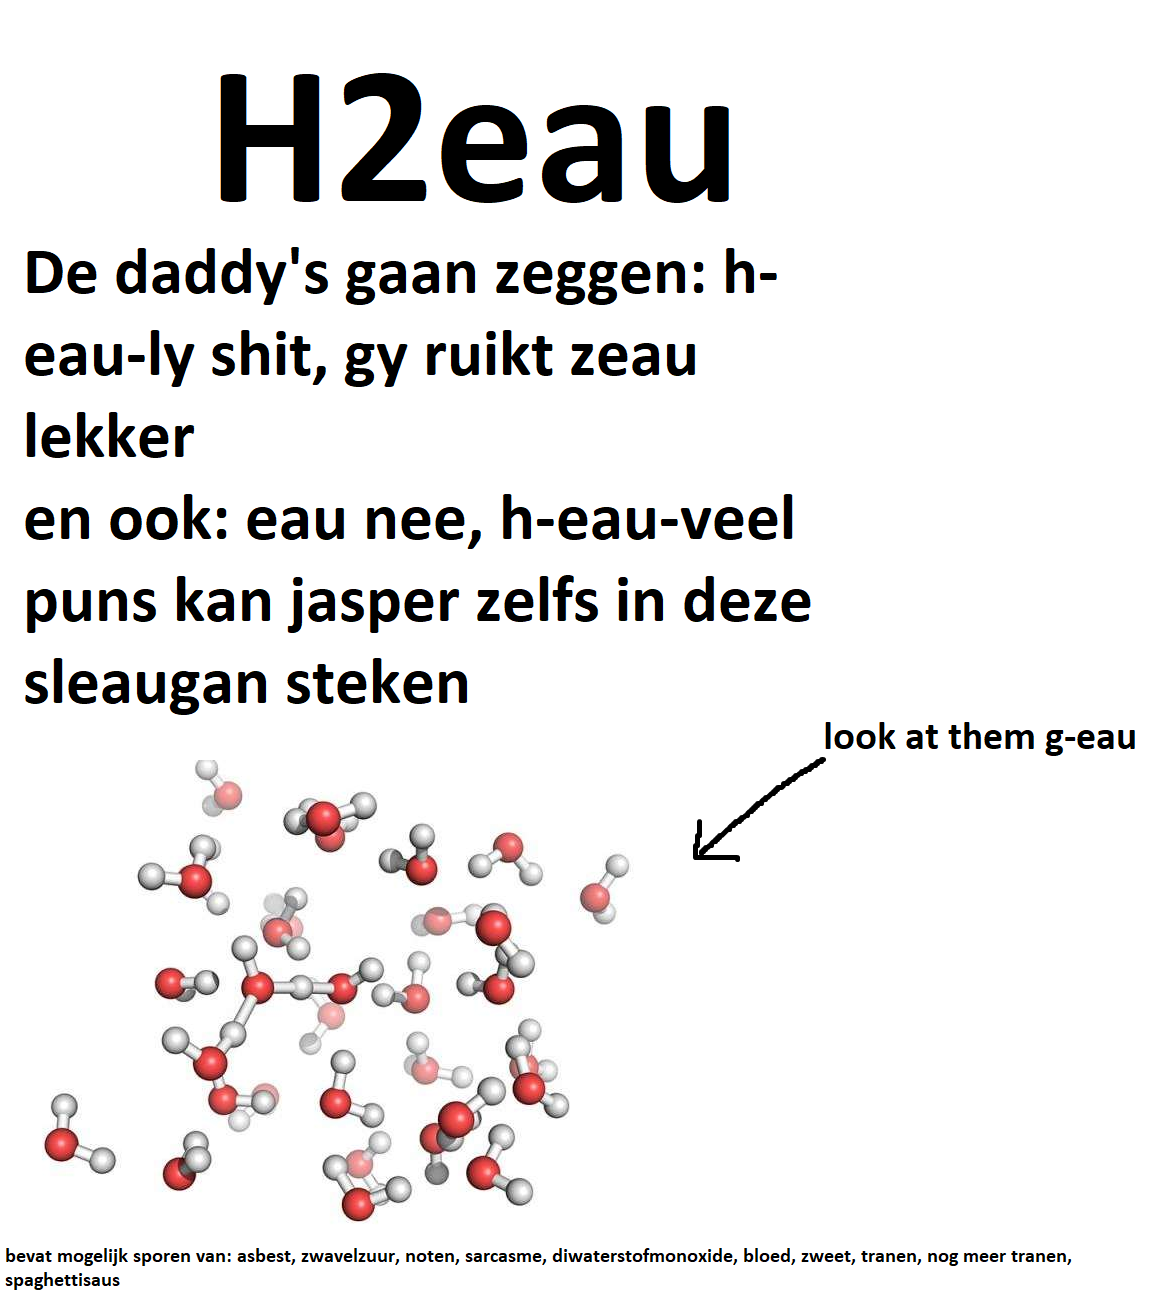 H2eau
De daddy's gaan zeggen: h-
eau-ly shit, gy ruikt zeau
lekker
en ook: eau nee, h-eau-veel
puns kan jasper zelfs in deze
sleaugan steken
look at them g-eau
bevat mogelijk sporen van: asbest, zwavelzuur, noten, sarcasme, diwaterstofmonoxide, bloed, zweet, tranen, nog meer tranen,
spaghettisaus